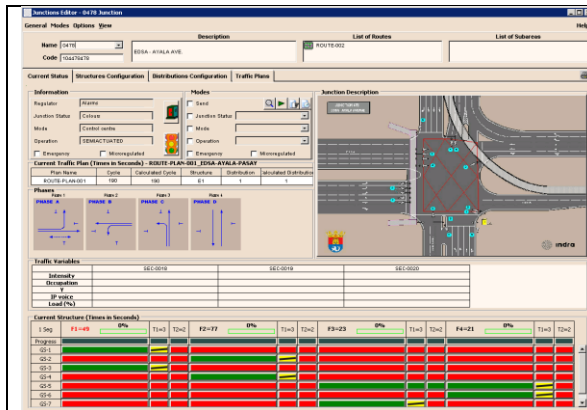 Junctions Editor - 0478 Junction
General Modes Options View Help
Description List of Routes List of Subareas
Name 0478
EDSA - AYALA AVE.
ROUTE-002
Code 104478478
Current Status Structures Configuration Distributions Configuration Traffic Plans
Information Modes Junction Description
Regulator Alarms Send
Junction Status Colour Junction Status
Mode Control centre Mode
Operation SEMIACTUATED Operation
Emergency Microregulated Emergency Microregulated
Current Traffic Plan (Times in Seconds) - ROUTE-PLAN-001_EDSA-AYALA-PASAY
Plan Name Cycle Calculated Cycle Structure Distribution alculated Distribution
ROUTE-PLAN-001 190 190 E1 1 1
Phases
PHASE A PHASE B PHASE C PHASE D
indra
Traffic Variables
SEC-0018 SEC-0019 SEC-0020
Intensity
Occupation
V
IP voice
Load (%)
Current Structure (Times in Seconds)
1 Seg F1=49 0% T1=3 T2=2 F2=77 0% T1=3 T2=2 F3=23 0% T1=3 T2=2 F4=21 0% T1=3 T2=2
Progress
GS-1
GS-2
GS-3
GS-4
GS-5
GS-6
GS-7